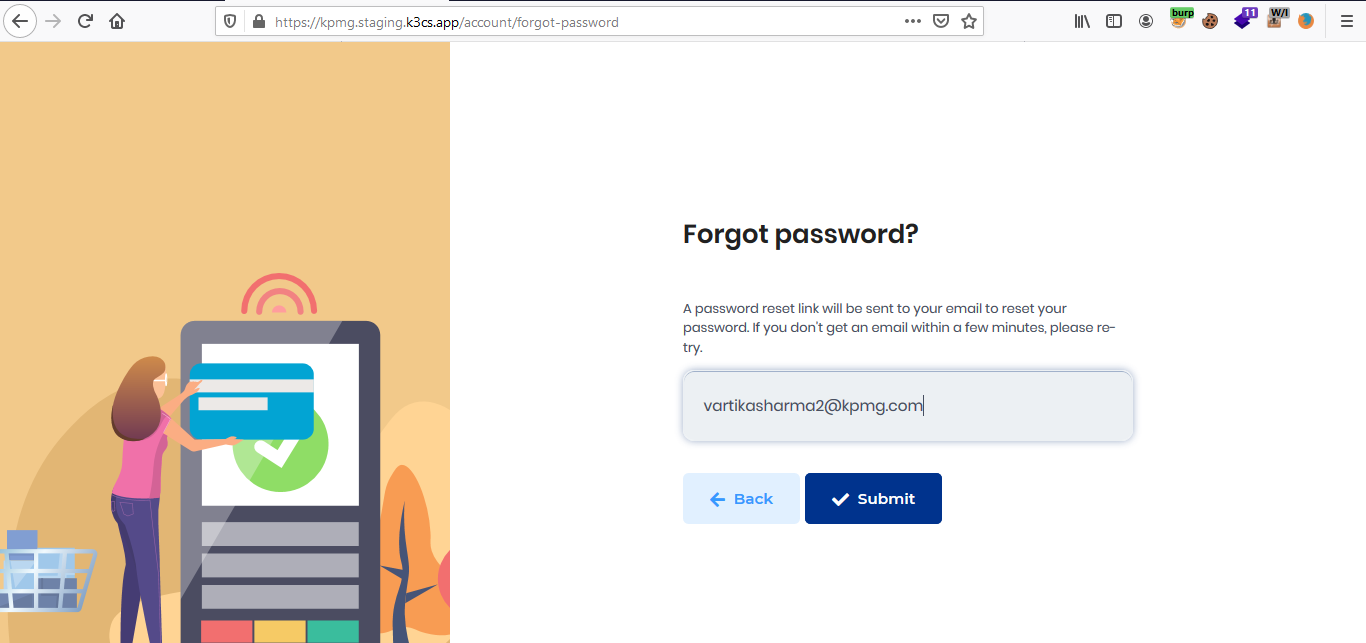 https://kpmg.staging.k3cs.app/account/forgot-password
burp
11
W/I
Forgot password?
A password reset link will be sent to your email to reset your
password. If you don't get an email within a few minutes, please re-
try.
vartikasharma2@kpmg.com
Back
Submit